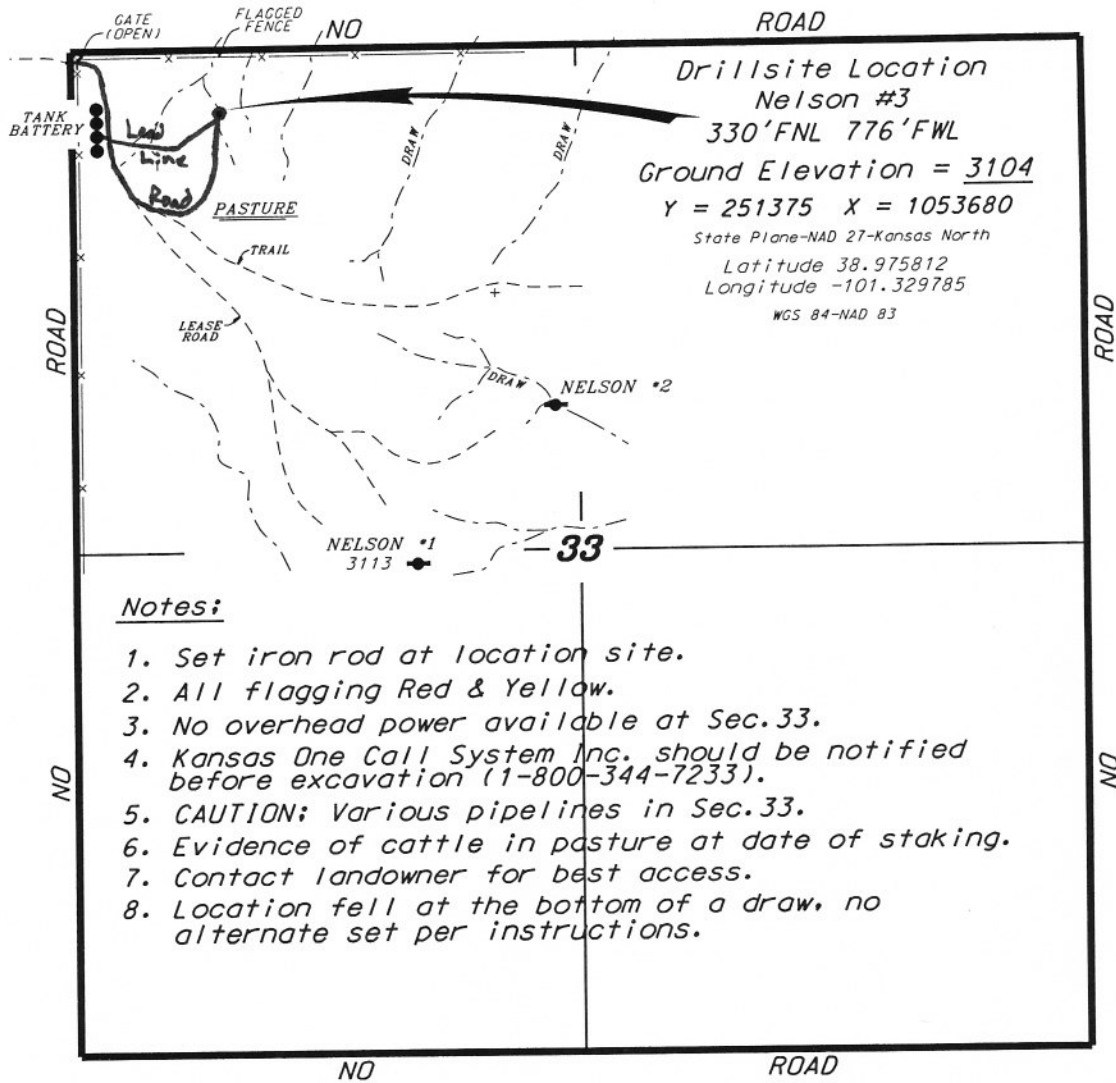 GATE
(OPEN)
FLAGGED
FENCE
NO
ROAD
Drillsite Location
Nelson #3
330'FNL 776'FWL
Ground Elevation = 3104
Y = 251375 X = 1053680
State Plane-NAD 27-Kansas North
Latitude 38.975812
Longitude -101.329785
WGS 84-NAD 83
TANK
BATTERY
Lead
Line
Road
PASTURE
TRAIL
LEASE
ROAD
DRAW
DRAW
DRAW
NELSON #2
NELSON #1
3113
33
ROAD
NO
ROAD
NO
Notes:
1. Set iron rod at location site.
2. All flagging Red & Yellow.
3. No overhead power available at Sec.33.
4. Kansas One Call System Inc. should be notified
before excavation (1-800-344-7233).
5. CAUTION: Various pipelines in Sec.33.
6. Evidence of cattle in pasture at date of staking.
7. Contact landowner for best access.
8. Location fell at the bottom of a draw, no
alternate set per instructions.
NO
ROAD